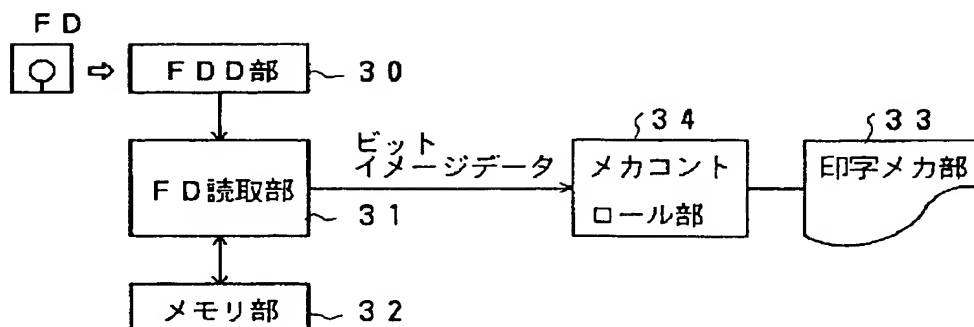 FD
FDD部
30
FD読取部
31
メモリ部
32
ビット
イメージデータ
34
メカコント
ロール部
33
印字メカ部